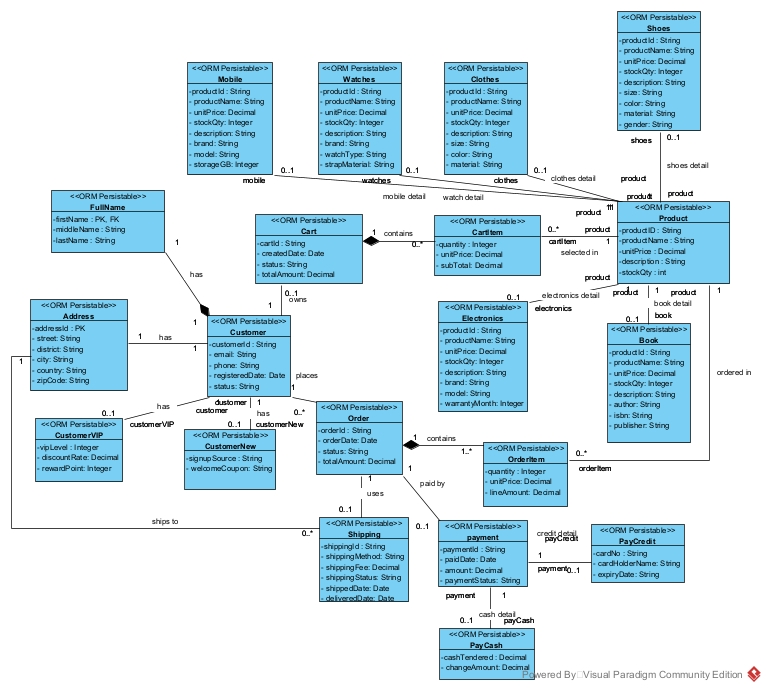 <<ORM Persistable>>
Shoes
-productId : String
- productName: String
- unitPrice: Decimal
- stockQty: Integer
- description: String
- size: String
- color: String
- material: String
- gender: String
<<ORM Persistable>>
Mobile
-productId : String
- productName: String
- unitPrice: Decimal
- stockQty: Integer
- description: String
- brand: String
- model: String
- storageGB: Integer
<<ORM Persistable>>
Watches
-productId : String
- productName: String
- unitPrice: Decimal
- stockQty: Integer
- description: String
- brand: String
- watchType: String
- strapMaterial: String
<<ORM Persistable>>
Clothes
-productId : String
- productName: String
- unitPrice: Decimal
- stockQty: Integer
- description: String
- size: String
- color: String
- material: String
shoes
0..1
shoes detail
mobile
0..1
watches
0..1
clothes
0..1
clothes detail
mobile detail
watch detail
product
product
product
product
<<ORM Persistable>>
FullName
-firstName : PK, FK
- middleName: String
- lastName : String
<<ORM Persistable>>
Cart
-cartId : String
- createdDate: Date
- status: String
- totalAmount: Decimal
1
contains
0..*
<<ORM Persistable>>
CartItem
-quantity : Integer
- unitPrice: Decimal
- subTotal: Decimal
0..*
cartItem
product
1
selected in
<<ORM Persistable>>
Product
-productID : String
- productName : String
- unitPrice : Decimal
- description : String
- stockQty : int
1
has
1
0..1
owns
1
<<ORM Persistable>>
Address
-addressId : PK
- street: String
- district: String
- city: String
- country: String
- zipCode: String
1
has
1
1
<<ORM Persistable>>
Customer
-customerId : String
- email: String
- phone: String
- registeredDate: Date
- status: String
product
electronics detail
0..1
electronics
<<ORM Persistable>>
Electronics
-productId : String
- productName: String
- unitPrice: Decimal
- stockQty: Integer
- description: String
- brand: String
- model: String
- warrantyMonth: Integer
1
product
book detail
0..1
book
<<ORM Persistable>>
Book
-productId : String
- productName: String
- unitPrice: Decimal
- stockQty: Integer
- description: String
- author: String
- isbn: String
- publisher: String
1
product
ordered in
places
1
0..*
has
0..1
customerVIP
customer
customer
has
0..1
customerNew
<<ORM Persistable>>
CustomerVIP
-vipLevel : Integer
- discountRate: Decimal
- rewardPoint: Integer
<<ORM Persistable>>
CustomerNew
-signupSource : String
- welcomeCoupon: String
<<ORM Persistable>>
Order
-orderId : String
- orderDate: Date
- status: String
- totalAmount: Decimal
1
contains
1..*
<<ORM Persistable>>
OrderItem
-quantity : Integer
- unitPrice: Decimal
- lineAmount: Decimal
0..*
orderItem
1
uses
0..1
1
paid by
0..1
ships to
0..*
<<ORM Persistable>>
Shipping
-shippingId : String
- shippingMethod: String
- shippingFee: Decimal
- shippingStatus: String
- shippedDate: Date
- deliveredDate: Date
<<ORM Persistable>>
payment
-paymentId : String
- paidDate: Date
- amount: Decimal
- paymentStatus: String
credit detail
payCredit
1
payment
0..1
<<ORM Persistable>>
PayCredit
-cardNo : String
- cardHolderName: String
- expiryDate: String
payment
1
cash detail
0..1
payCash
<<ORM Persistable>>
PayCash
-cashTendered : Decimal
- changeAmount: Decimal
Powered By Visual Paradigm Community Edition